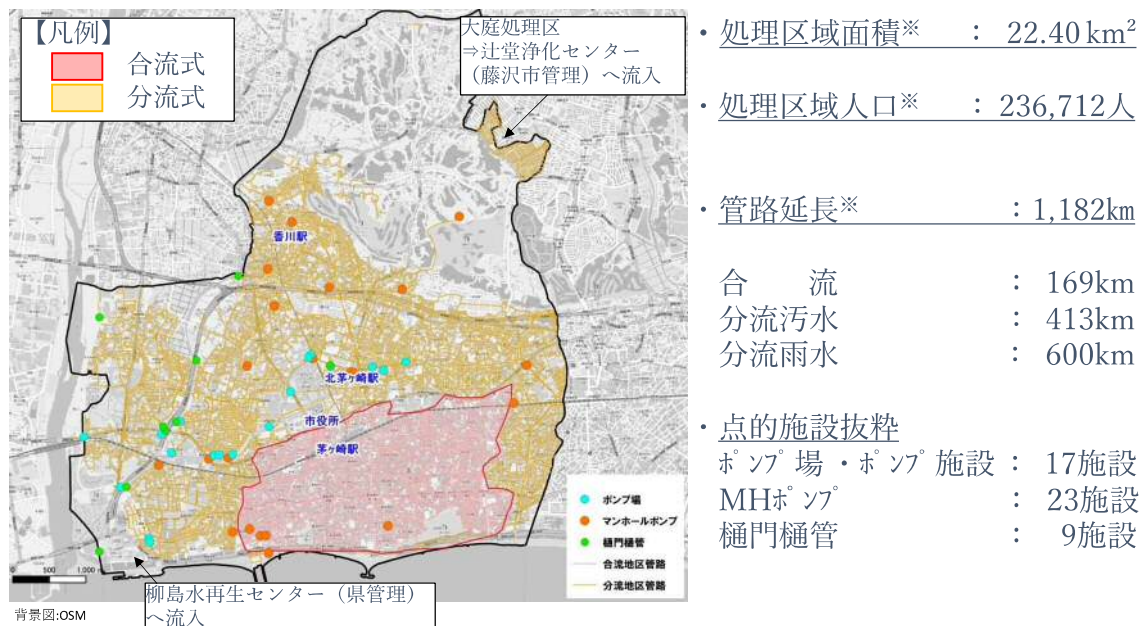 【凡例】
合流式
分流式
大庭処理区
⇒辻堂浄化センター
（藤沢市管理）へ流入
香川駅
北茅ヶ崎駅
市役所
茅ヶ崎駅
ポンプ場
マンホールポンプ
樋門樋管
合流地区管路
分流地区管路
0 500 1,000 m
柳島水再生センター（県管理）
へ流入
背景図:OSM
・処理区域面積※ ： 22.40 km²
・処理区域人口※ ： 236,712人
・管路延長※ ： 1,182㎞
合　　流 ： 169km
分流汚水 ： 413km
分流雨水 ： 600km
・点的施設抜粋
ﾎﾟﾝﾌﾟ場・ﾎﾟﾝﾌﾟ施設 ： 17施設
MHﾎﾟﾝﾌﾟ ： 23施設
樋門樋管 ： 9施設